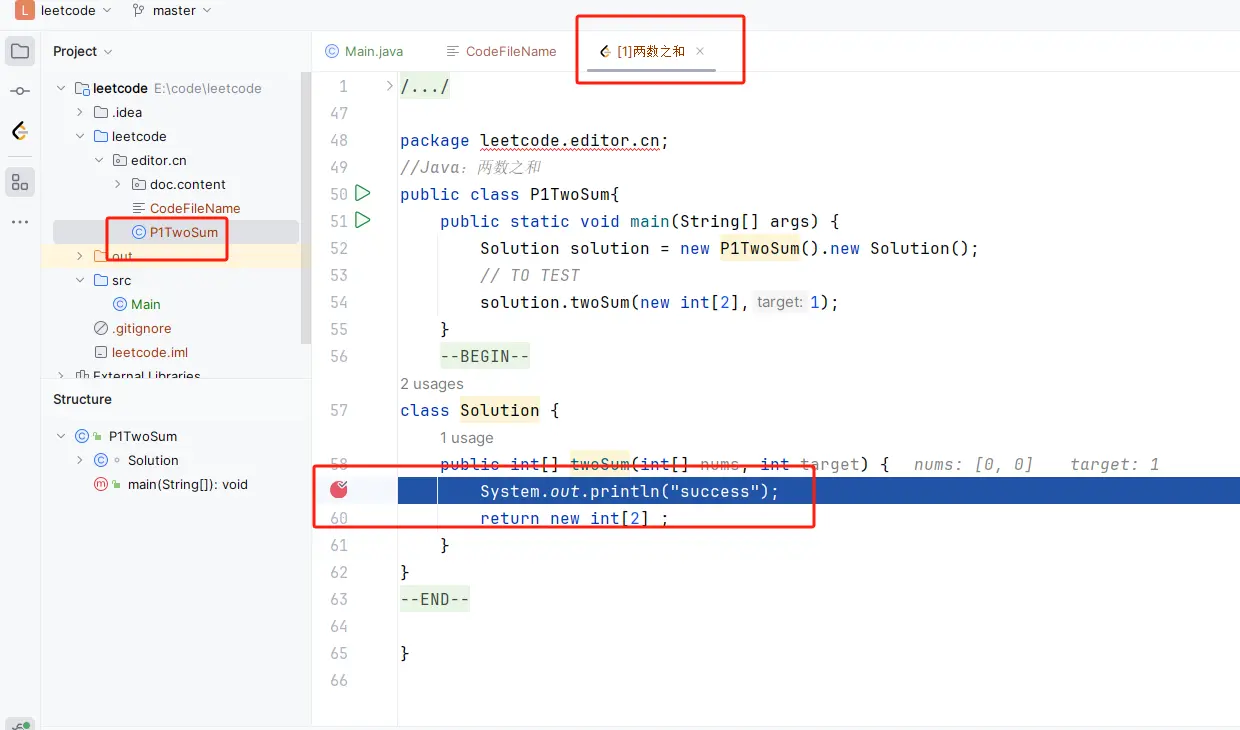 L leetcode master
Project
Main.java CodeFileName [1]两数之和
leetcode E:\code\leetcode
.idea
leetcode
editor.cn
doc.content
CodeFileName
P1TwoSum
out
src
Main
.gitignore
leetcode.iml
External Libraries
Structure
P1TwoSum
Solution
main(String[]): void
1 /.../
47
48 package leetcode.editor.cn;
49 //Java：两数之和
50 public class P1TwoSum{
51 public static void main(String[] args) {
52 Solution solution = new P1TwoSum().new Solution();
53 // TO TEST
54 solution.twoSum(new int[2], target: 1);
55 }
56 --BEGIN--
2 usages
57 class Solution {
1 usage
58 public int[] twoSum(int[] nums, int target) { nums: [0, 0] target: 1
System.out.println("success");
60 return new int[2] ;
61 }
62 }
63 --END--
64
65 }
66